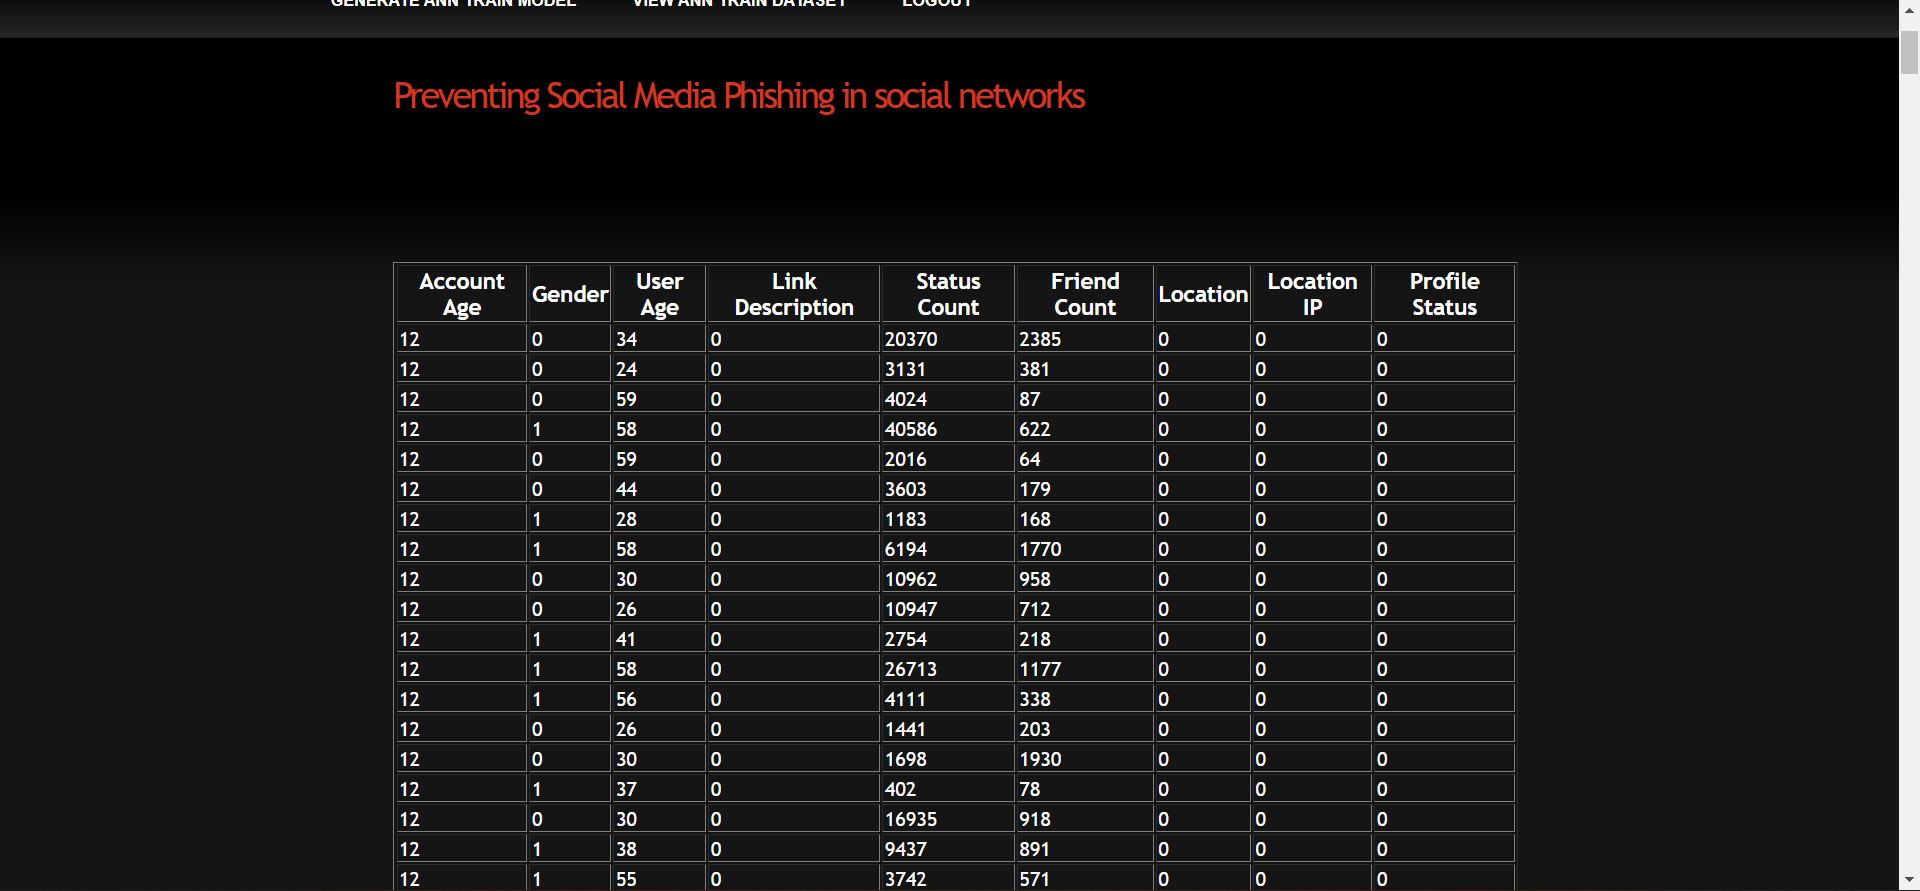 GENERATE ANN TRAIN MODEL VIEW ANN TRAIN DATASET LOGOUT
Preventing Social Media Phishing in social networks
Account Age Gender User Age Link Description Status Count Friend Count Location Location IP Profile Status
12 0 34 0 20370 2385 0 0 0
12 0 24 0 3131 381 0 0 0
12 0 59 0 4024 87 0 0 0
12 1 58 0 40586 622 0 0 0
12 0 59 0 2016 64 0 0 0
12 0 44 0 3603 179 0 0 0
12 1 28 0 1183 168 0 0 0
12 1 58 0 6194 1770 0 0 0
12 0 30 0 10962 958 0 0 0
12 0 26 0 10947 712 0 0 0
12 1 41 0 2754 218 0 0 0
12 1 58 0 26713 1177 0 0 0
12 1 56 0 4111 338 0 0 0
12 0 26 0 1441 203 0 0 0
12 0 30 0 1698 1930 0 0 0
12 1 37 0 402 78 0 0 0
12 0 30 0 16935 918 0 0 0
12 1 38 0 9437 891 0 0 0
12 1 55 0 3742 571 0 0 0